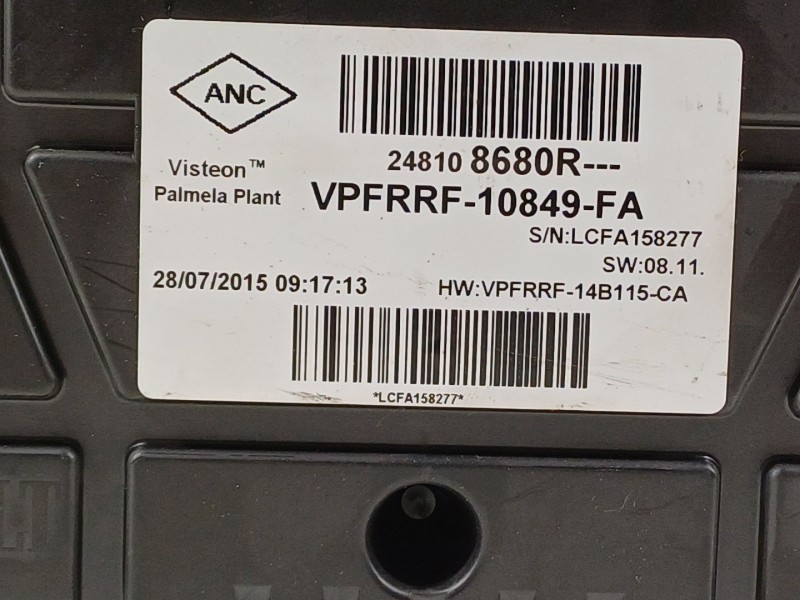 ANC
24810 8680R---
Visteon™
Palmela Plant
VPFRRF-10849-FA
S/N:LCFA158277
SW:08.11.
28/07/2015 09:17:13
HW:VPFRRF-14B115-CA
*LCFA158277*